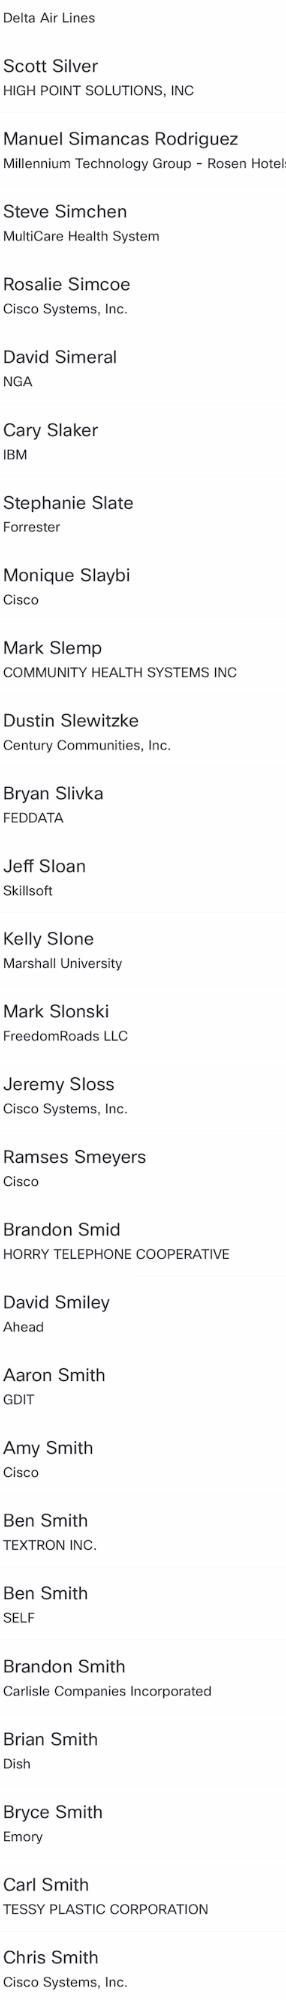 Delta Air Lines
Scott Silver
HIGH POINT SOLUTIONS, INC
Manuel Simancas Rodriguez
Millennium Technology Group - Rosen Hotels
Steve Simchen
MultiCare Health System
Rosalie Simcoe
Cisco Systems, Inc.
David Simeral
NGA
Cary Slaker
IBM
Stephanie Slate
Forrester
Monique Slaybi
Cisco
Mark Slemp
COMMUNITY HEALTH SYSTEMS INC
Dustin Slewitzke
Century Communities, Inc.
Bryan Slivka
FEDDATA
Jeff Sloan
Skillsoft
Kelly Slone
Marshall University
Mark Slonski
FreedomRoads LLC
Jeremy Sloss
Cisco Systems, Inc.
Ramses Smeyers
Cisco
Brandon Smid
HORRY TELEPHONE COOPERATIVE
David Smiley
Ahead
Aaron Smith
GDIT
Amy Smith
Cisco
Ben Smith
TEXTRON INC.
Ben Smith
SELF
Brandon Smith
Carlisle Companies Incorporated
Brian Smith
Dish
Bryce Smith
Emory
Carl Smith
TESSY PLASTIC CORPORATION
Chris Smith
Cisco Systems, Inc.